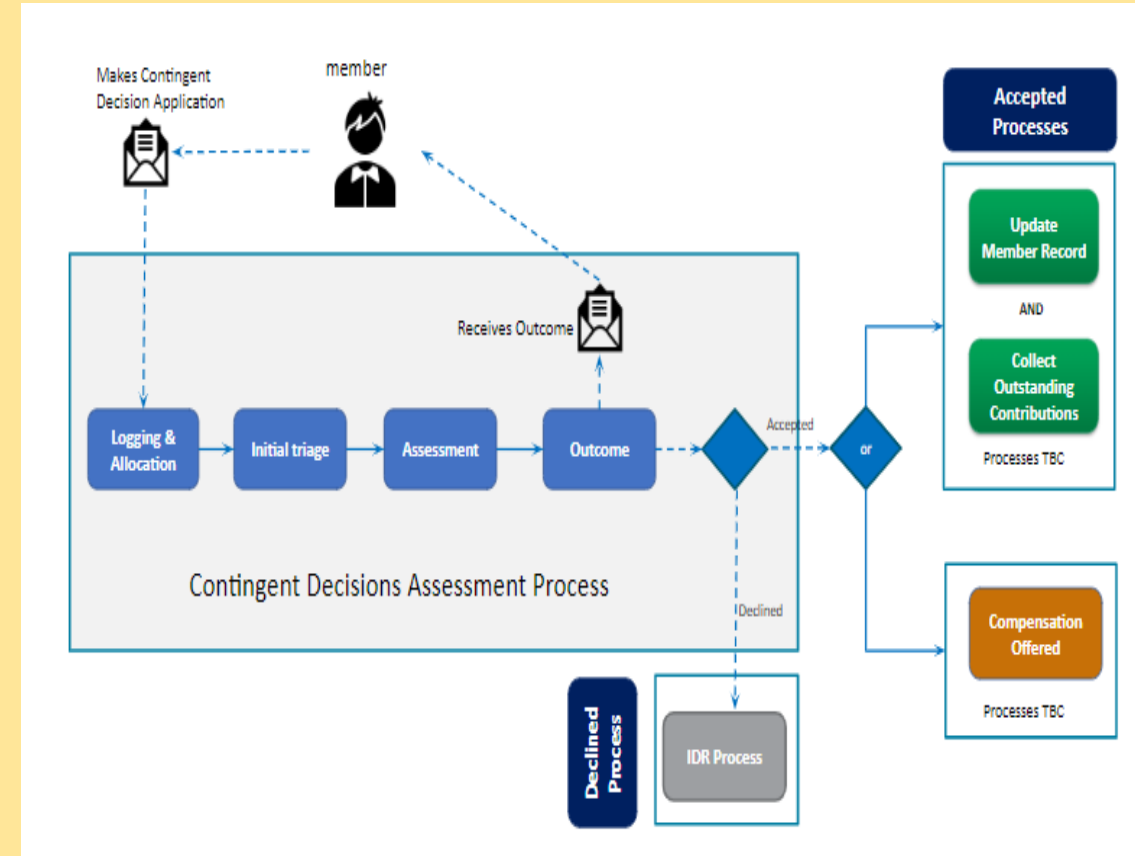 Makes Contingent
Decision Application
member
Accepted
Processes
Update
Member Record
AND
Collect
Outstanding
Contributions
Processes TBC
Receives Outcome
Logging &
Allocation
Initial triage
Assessment
Outcome
Accepted
or
Contingent Decisions Assessment Process
Declined
Compensation
Offered
Processes TBC
Declined
Process
IDR Process